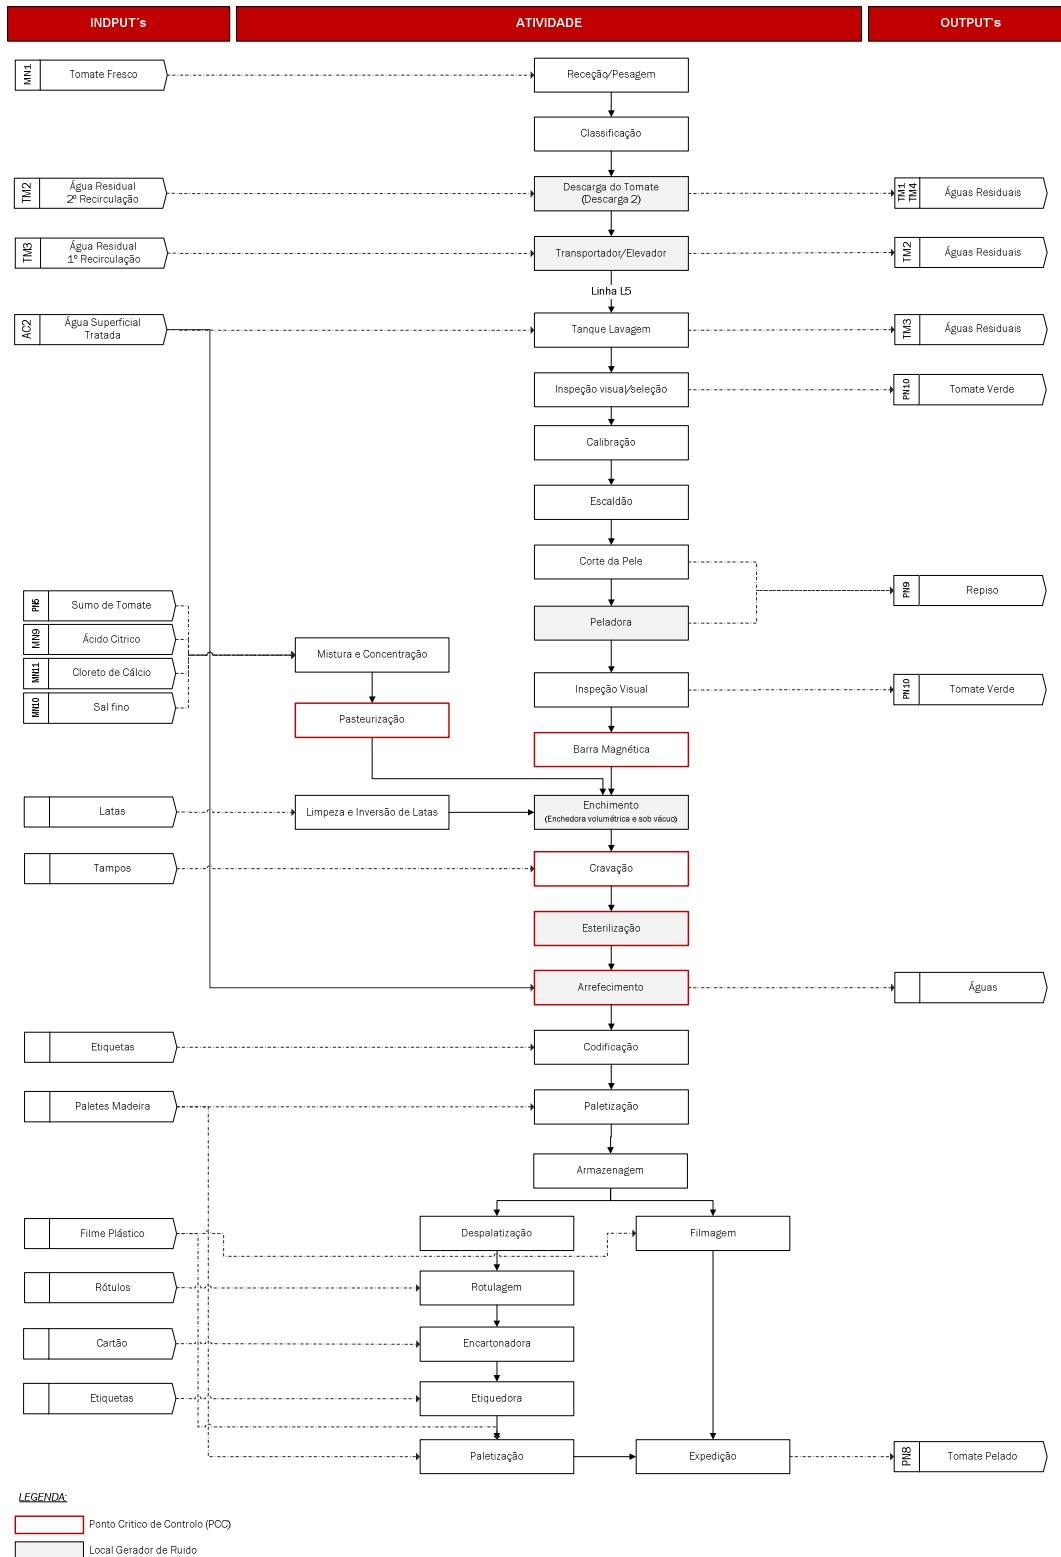 INDPUT´s
ATIVIDADE
OUTPUT's
MN1
Tomate Fresco
Receção/Pesagem
Classificação
TM2
Água Residual
2º Recirculação
Descarga do Tomate
(Descarga 2)
TM1
TM4
Águas Residuais
TM3
Água Residual
1º Recirculação
Transportador/Elevador
TM2
Águas Residuais
Linha L5
AC2
Água Superficial
Tratada
Tanque Lavagem
TM3
Águas Residuais
Inspeção visual/seleção
PN10
Tomate Verde
Calibração
Escaldão
Corte da Pele
PN9
Repiso
PN5
Sumo de Tomate
Peladora
MN9
Ácido Citrico
Mistura e Concentração
MN11
Cloreto de Cálcio
Inspeção Visual
PN10
Tomate Verde
MN10
Sal fino
Pasteurização
Barra Magnética
Latas
Limpeza e Inversão de Latas
Enchimento
(Enchedora volumétrica e sob vácuo)
Tampos
Cravação
Esterilização
Arrefecimento
Águas
Etiquetas
Codificação
Paletes Madeira
Paletização
Armazenagem
Filme Plástico
Despalatização
Filmagem
Rótulos
Rotulagem
Cartão
Encartonadora
Etiquetas
Etiquedora
Paletização
Expedição
PN8
Tomate Pelado
LEGENDA:
Ponto Critico de Controlo (PCC)
Local Gerador de Ruido